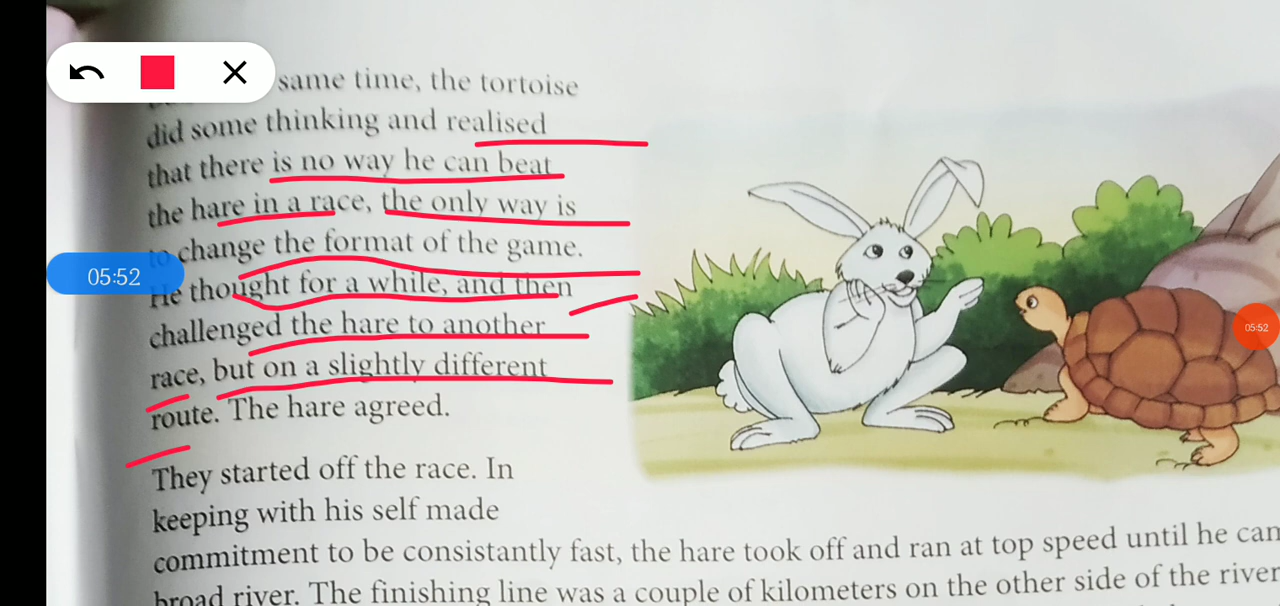 same time, the tortoise
did some thinking and realised
that there is no way he can beat
the hare in a race, the only way is
to change the format of the game.
He thought for a while, and then
challenged the hare to another
race, but on a slightly different
route. The hare agreed.
They started off the race. In
keeping with his self made
commitment to be consistantly fast, the hare took off and ran at top speed until he
broad river. The finishing line was a couple of kilometers on the other side of the river
05:52
05:52